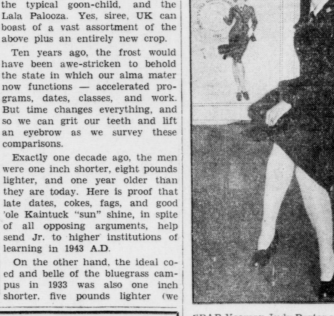 the typical goon-child, and the
Lala Palooza. Yes, siree, UK can
boast of a vast assortment of the
above plus an entirely new crop.
Ten years ago, the frost would
have been awe-stricken to behold
the state in which our alma mater
now functions — accelerated pro-
grams, dates, classes, and work.
But time changes everything, and
so we can grit our teeth and lift
an eyebrow as we survey these
comparisons.
Exactly one decade ago, the men
were one inch shorter, eight pounds
lighter, and one year older than
they are today. Here is proof that
late dates, cokes, fags, and good
'ole Kaintuck "sun" shine, in spite
of all opposing arguments, help
send Jr. to higher institutions of
learning in 1943 A.D.
On the other hand, the ideal co-
ed and belle of the bluegrass cam-
pus in 1933 was also one inch
shorter, five pounds lighter (we